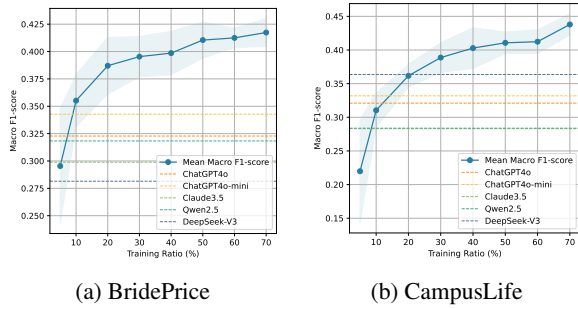 0.425
0.400
0.375
0.350
0.325
0.300
0.275
0.250
Macro F1-score
10 20 30 40 50 60 70
Training Ratio (%)
Mean Macro F1-score
ChatGPT4o
ChatGPT4o-mini
Claude3.5
Qwen2.5
DeepSeek-V3
(a) BridePrice
0.45
0.40
0.35
0.30
0.25
0.20
0.15
Macro F1-score
10 20 30 40 50 60 70
Training Ratio (%)
Mean Macro F1-score
ChatGPT4o
ChatGPT4o-mini
Claude3.5
Qwen2.5
DeepSeek-V3
(b) CampusLife